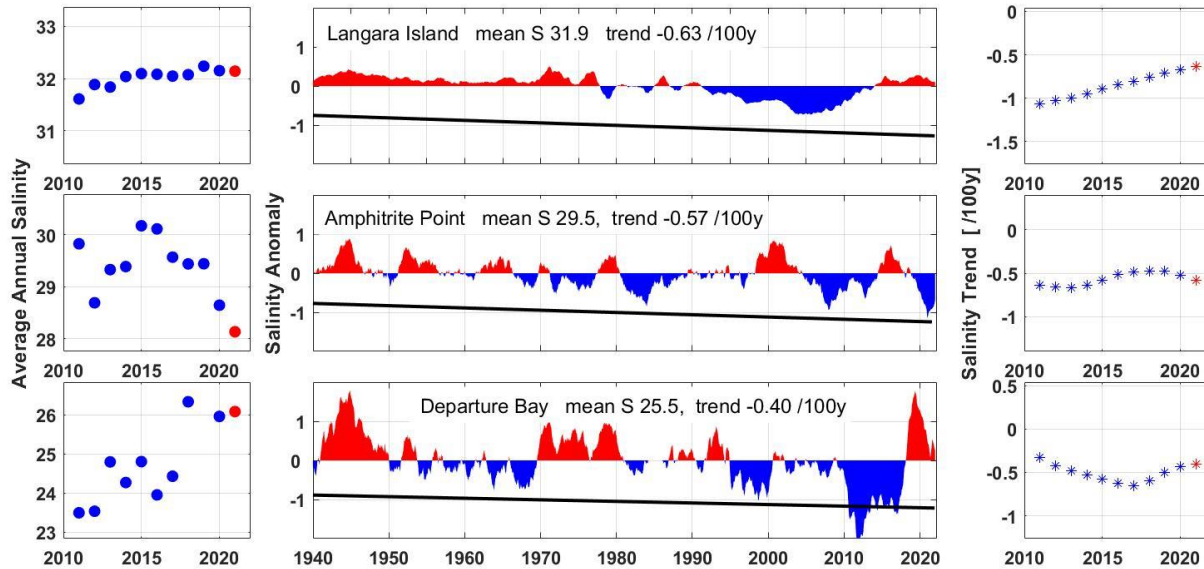 Average Annual Salinity
33
32
31
2010 2015 2020
30
29
28
2010 2015 2020
26
25
24
23
2010 2015 2020
Salinity Anomaly
Langara Island mean S 31.9 trend -0.63 /100y
1
0
-1
Amphitrite Point mean S 29.5, trend -0.57 /100y
1
0
-1
Departure Bay mean S 25.5, trend -0.40 /100y
1
0
-1
1940 1950 1960 1970 1980 1990 2000 2010 2020
Salinity Trend [ /100y]
0
-0.5
-1
-1.5
2010 2015 2020
0
-0.5
-1
2010 2015 2020
0.5
0
-0.5
-1
2010 2015 2020